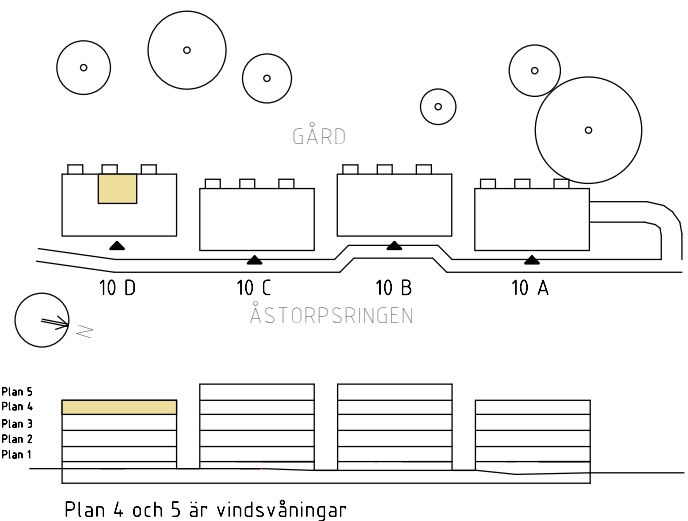 GÅRD
10 D
10 C
10 B
10 A
ÅSTORPSRINGEN
N
Plan 5
Plan 4
Plan 3
Plan 2
Plan 1
Plan 4 och 5 är vindsvåningar